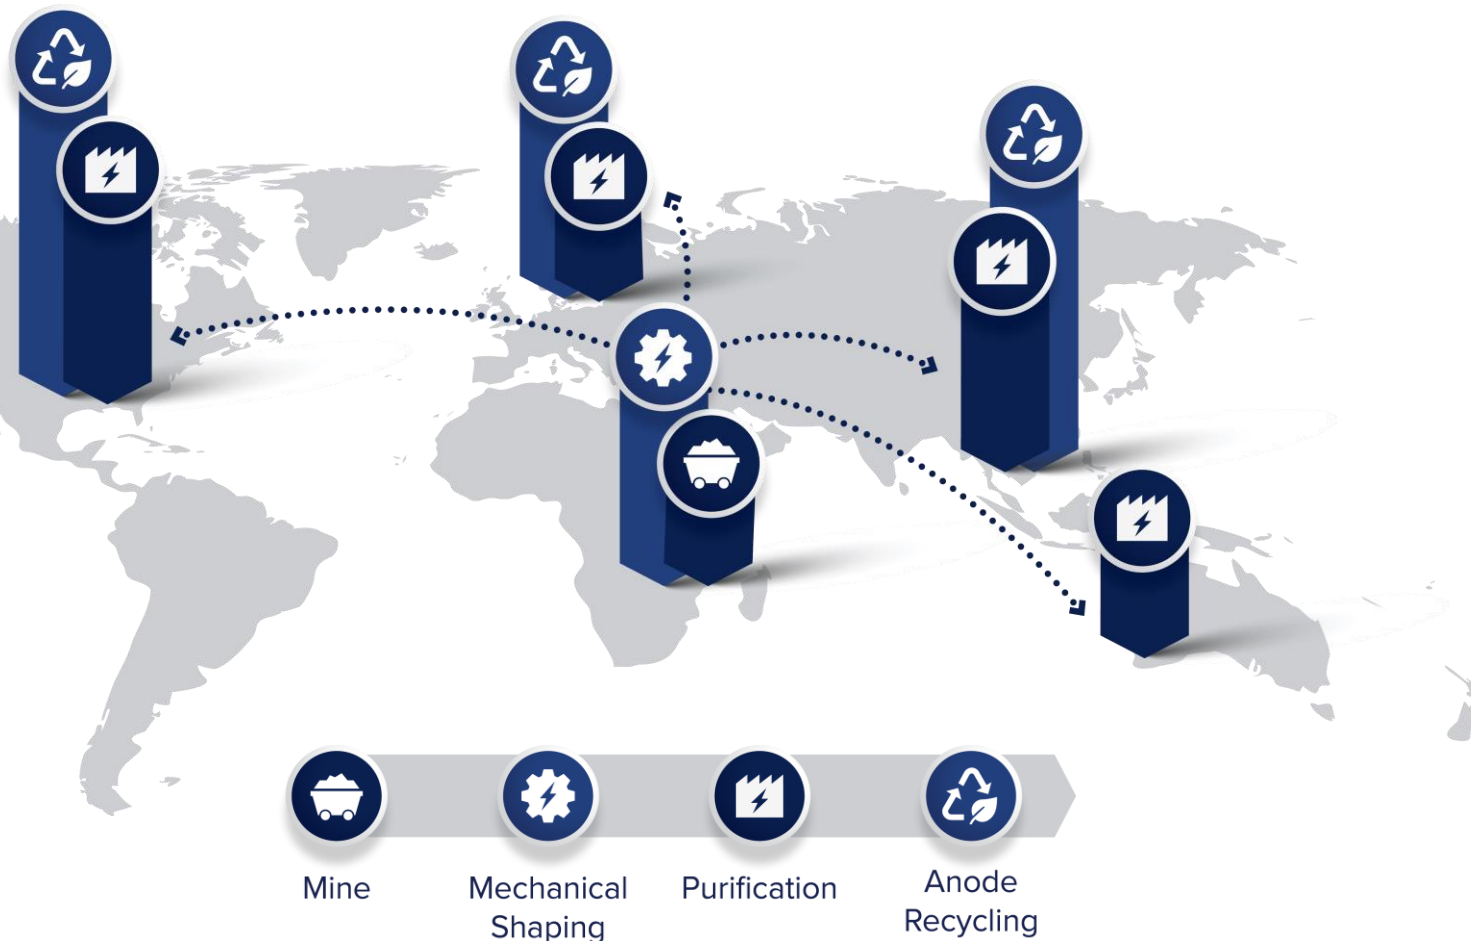 Mine
Mechanical
Shaping
Purification
Anode
Recycling